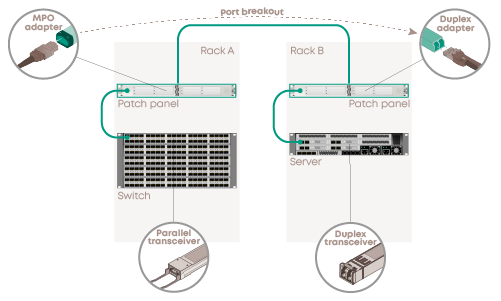 MPO
adapter
port breakout
Duplex
adapter
Rack A
Rack B
Patch panel
Patch panel
Switch
Server
Parallel
transceiver
Duplex
transceiver